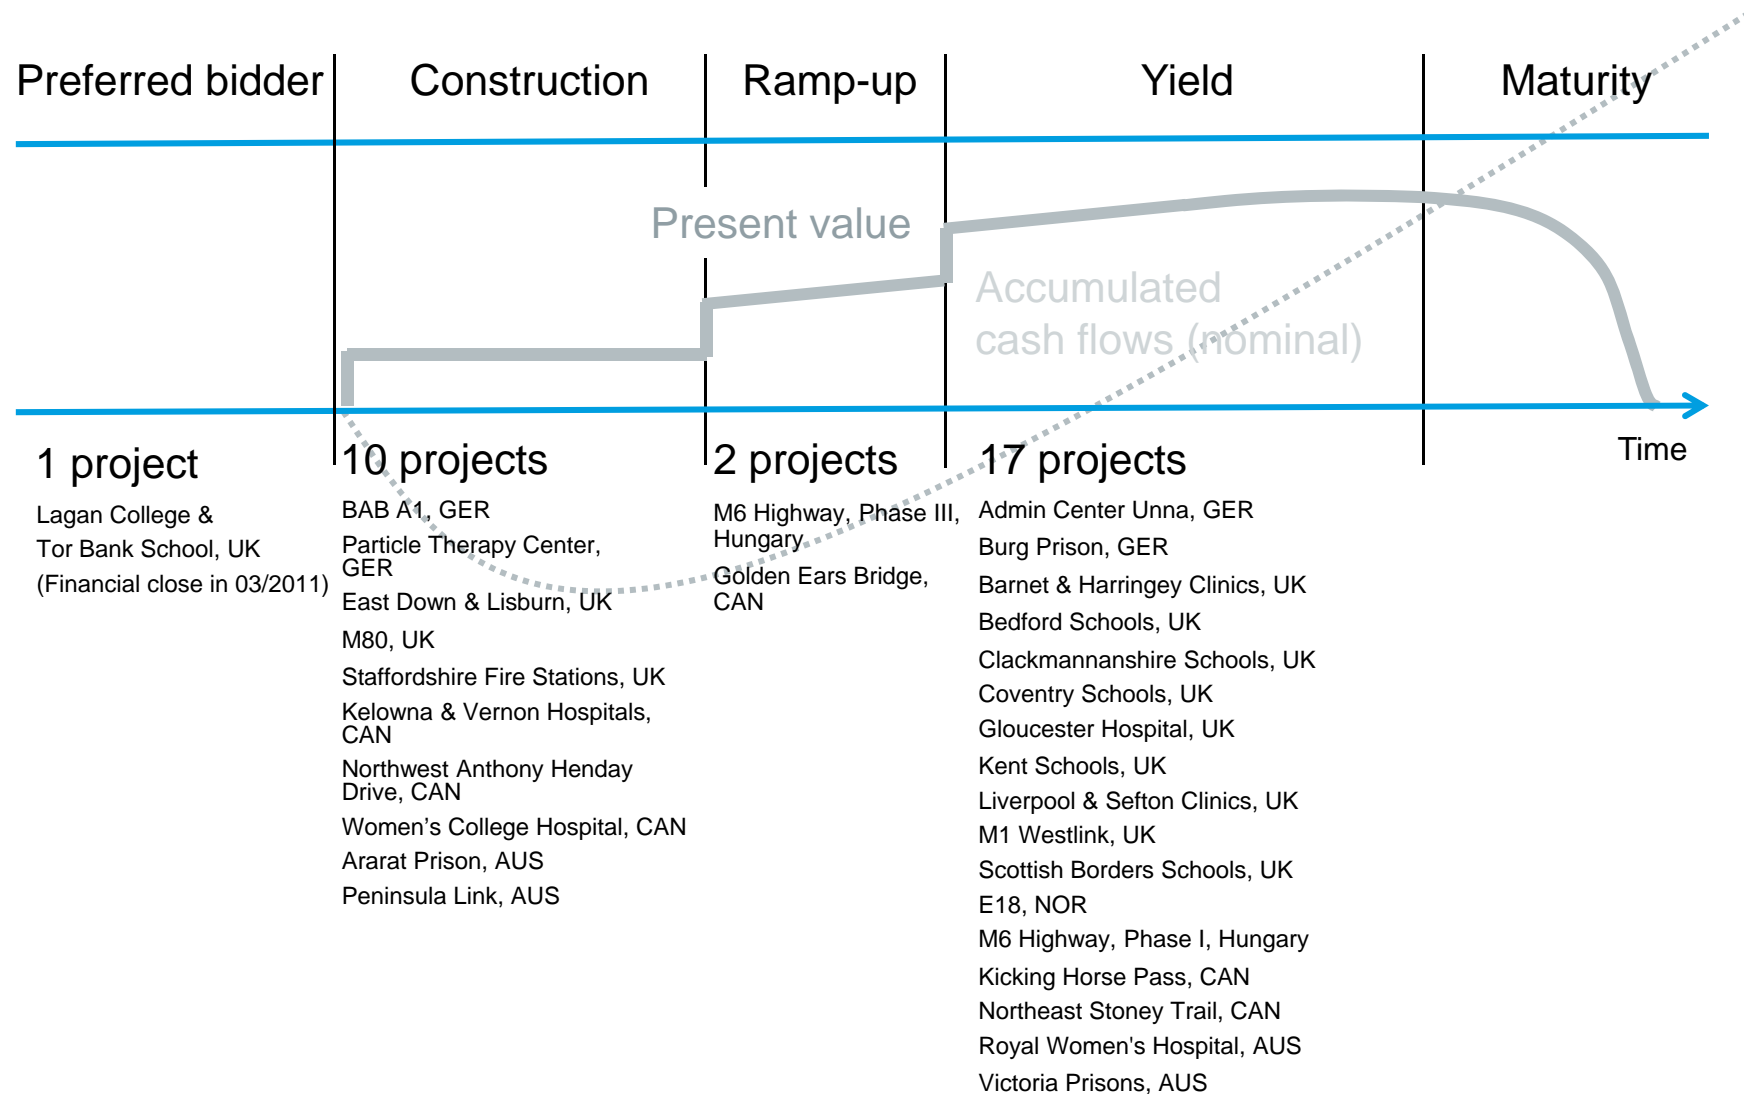 Preferred bidder
Construction
Ramp-up
Yield
Maturity
Present value
Accumulated
cash flows (nominal)
Time
1 project
Lagan College &
Tor Bank School, UK
(Financial close in 03/2011)
10 projects
BAB A1, GER
Particle Therapy Center,
GER
East Down & Lisburn, UK
M80, UK
Staffordshire Fire Stations, UK
Kelowna & Vernon Hospitals,
CAN
Northwest Anthony Henday
Drive, CAN
Women’s College Hospital, CAN
Ararat Prison, AUS
Peninsula Link, AUS
2 projects
M6 Highway, Phase III,
Hungary
Golden Ears Bridge,
CAN
17 projects
Admin Center Unna, GER
Burg Prison, GER
Barnet & Harringey Clinics, UK
Bedford Schools, UK
Clackmannanshire Schools, UK
Coventry Schools, UK
Gloucester Hospital, UK
Kent Schools, UK
Liverpool & Sefton Clinics, UK
M1 Westlink, UK
Scottish Borders Schools, UK
E18, NOR
M6 Highway, Phase I, Hungary
Kicking Horse Pass, CAN
Northeast Stoney Trail, CAN
Royal Women's Hospital, AUS
Victoria Prisons, AUS